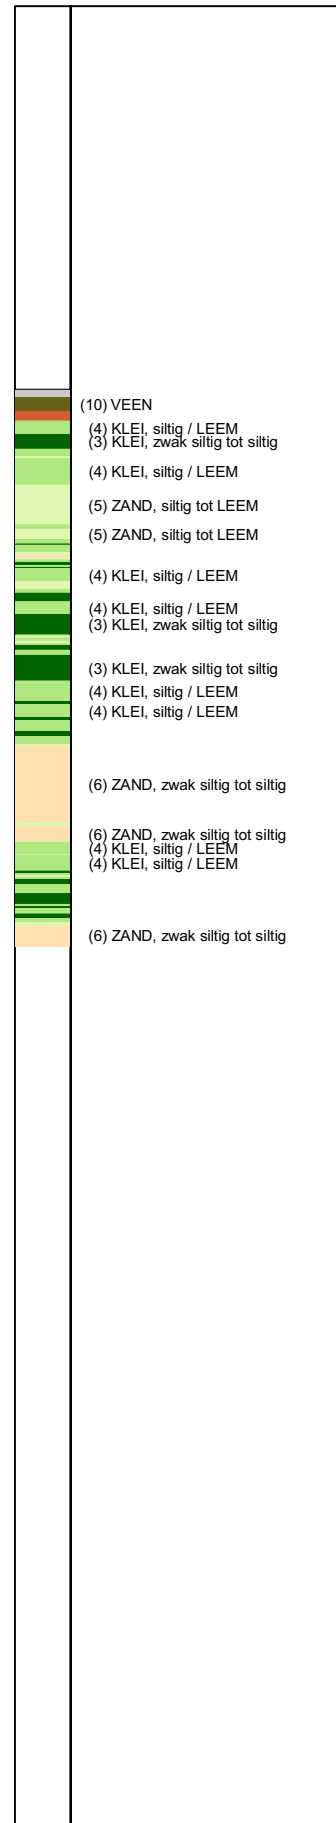 (10) VEEN
(4) KLEI, siltig / LEEM
(3) KLEI, zwak siltig tot siltig
(4) KLEI, siltig / LEEM
(5) ZAND, siltig tot LEEM
(5) ZAND, siltig tot LEEM
(4) KLEI, siltig / LEEM
(4) KLEI, siltig / LEEM
(3) KLEI, zwak siltig tot siltig
(3) KLEI, zwak siltig tot siltig
(4) KLEI, siltig / LEEM
(4) KLEI, siltig / LEEM
(6) ZAND, zwak siltig tot siltig
(6) ZAND, zwak siltig tot siltig
(4) KLEI, siltig / LEEM
(4) KLEI, siltig / LEEM
(6) ZAND, zwak siltig tot siltig